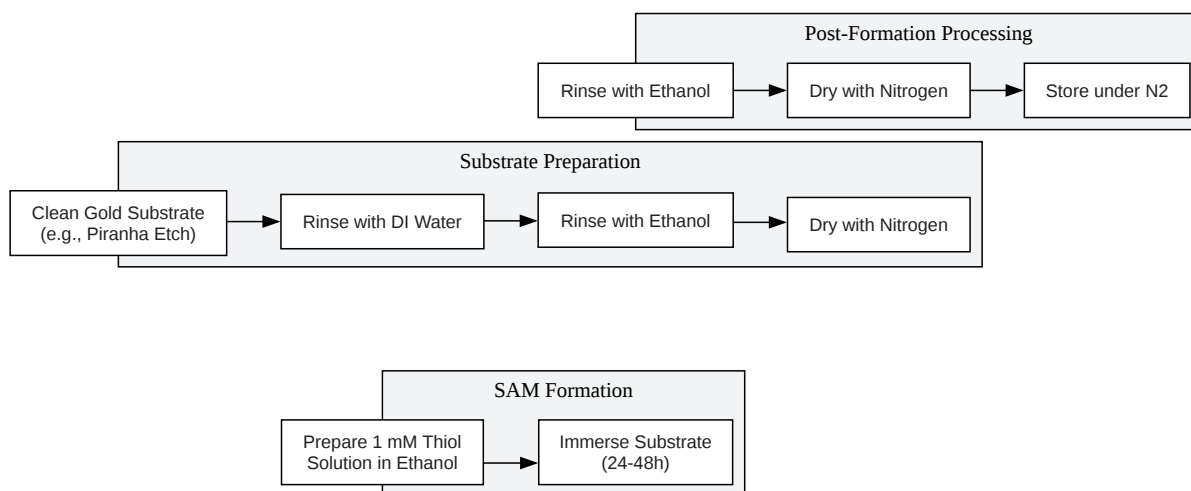 Post-Formation Processing
Rinse with Ethanol
Dry with Nitrogen
Store under N2
Substrate Preparation
Clean Gold Substrate
(e.g., Piranha Etch)
Rinse with DI Water
Rinse with Ethanol
Dry with Nitrogen
SAM Formation
Prepare 1 mM Thiol
Solution in Ethanol
Immerse Substrate
(24-48h)